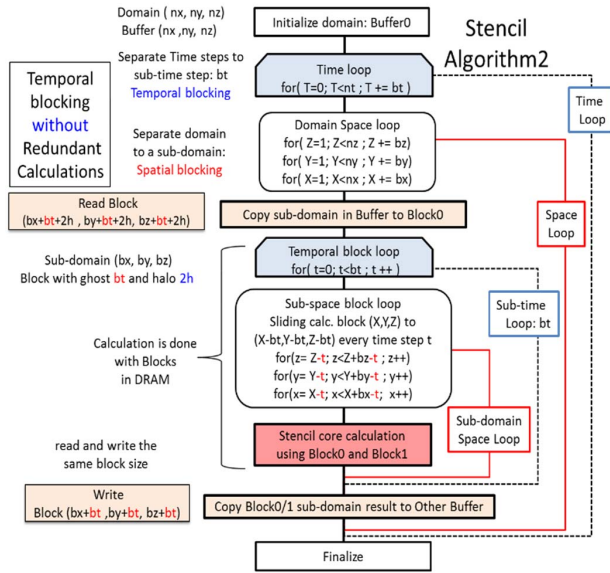 Domain ( nx, ny, nz)
Buffer (nx ,ny, nz)
Initialize domain: Buffer0
Stencil
Algorithm2
Separate Time steps to
sub-time step: bt
Temporal blocking
Time loop
for( T=0; T<nt ; T += bt )
Time
Loop
Temporal
blocking
without
Redundant
Calculations
Separate domain
to a sub-domain:
Spatial blocking
Domain Space loop
for( Z=1; Z<nz ; Z += bz)
for( Y=1; Y<ny ; Y += by)
for( X=1; X<nx ; X += bx)
Space
Loop
Read Block
(bx+bt+2h , by+bt+2h, bz+bt+2h)
Copy sub-domain in Buffer to Block0
Sub-domain (bx, by, bz)
Block with ghost bt and halo 2h
Temporal block loop
for( t=0; t<bt ; t ++ )
Sub-time
Loop: bt
Sub-space block loop
Sliding calc. block (X,Y,Z) to
(X-bt,Y-bt,Z-bt) every time step t
for(z= Z-t; z<Z+bz-t ; z++)
for(y= Y-t; y<Y+by-t ; y++)
for(x= X-t; x<X+bx-t; x++)
Calculation is done
with Blocks
in DRAM
Sub-domain
Space Loop
Stencil core calculation
using Block0 and Block1
read and write the
same block size
Write
Block (bx+bt ,by+bt, bz+bt)
Copy Block0/1 sub-domain result to Other Buffer
Finalize